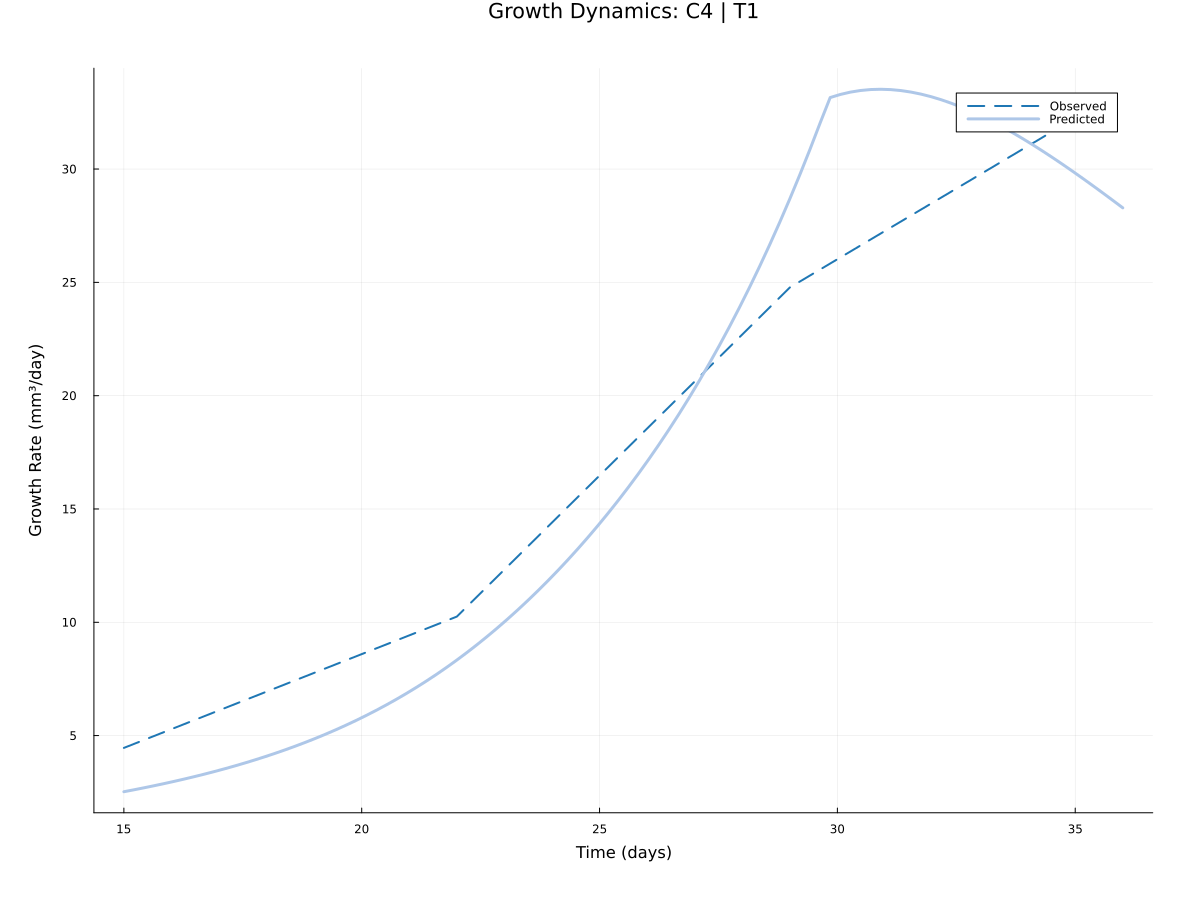 Growth Dynamics: C4 | T1
Observed
Predicted
Growth Rate (mm³/day)
30
25
20
15
10
5
15
20
25
30
35
Time (days)